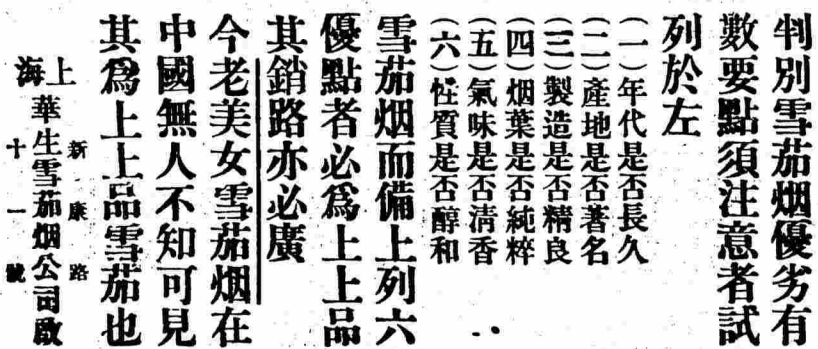 判別雪茄烟優劣有
數要點須注意者試
列於左
(一)年代是否長久
(二)產地是否著名
(三)製造是否精良
(四)烟葉是否純粹
(五)氣味是否清香
(六)性質是否醇和
雪茄烟而備上列六
優點者必爲上上品
其銷路亦必廣
今老美女雪茄烟在
中國無人不知可見
其爲上上品雪茄也
上海
新康路
華生雪茄烟公司啟
十一號